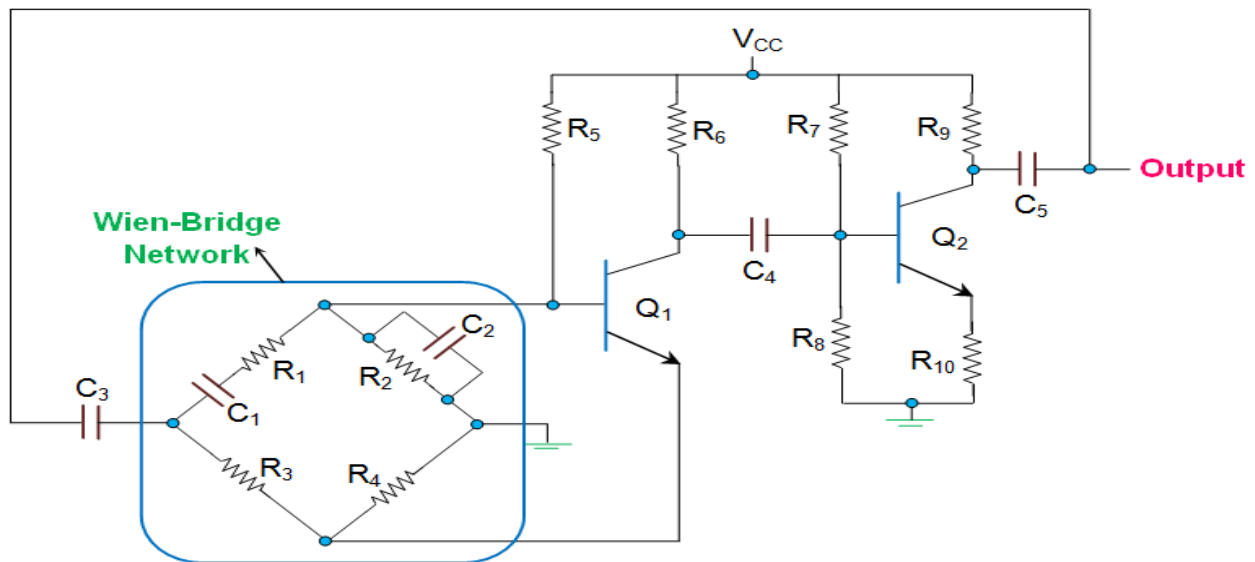 V_CC
R₅
R₆
R₇
R₉
Output
C₅
Wien-Bridge
Network
Q₂
C₄
Q₁
C₂
R₈
R₁
R₂
R₁₀
C₃
C₁
R₃
R₄